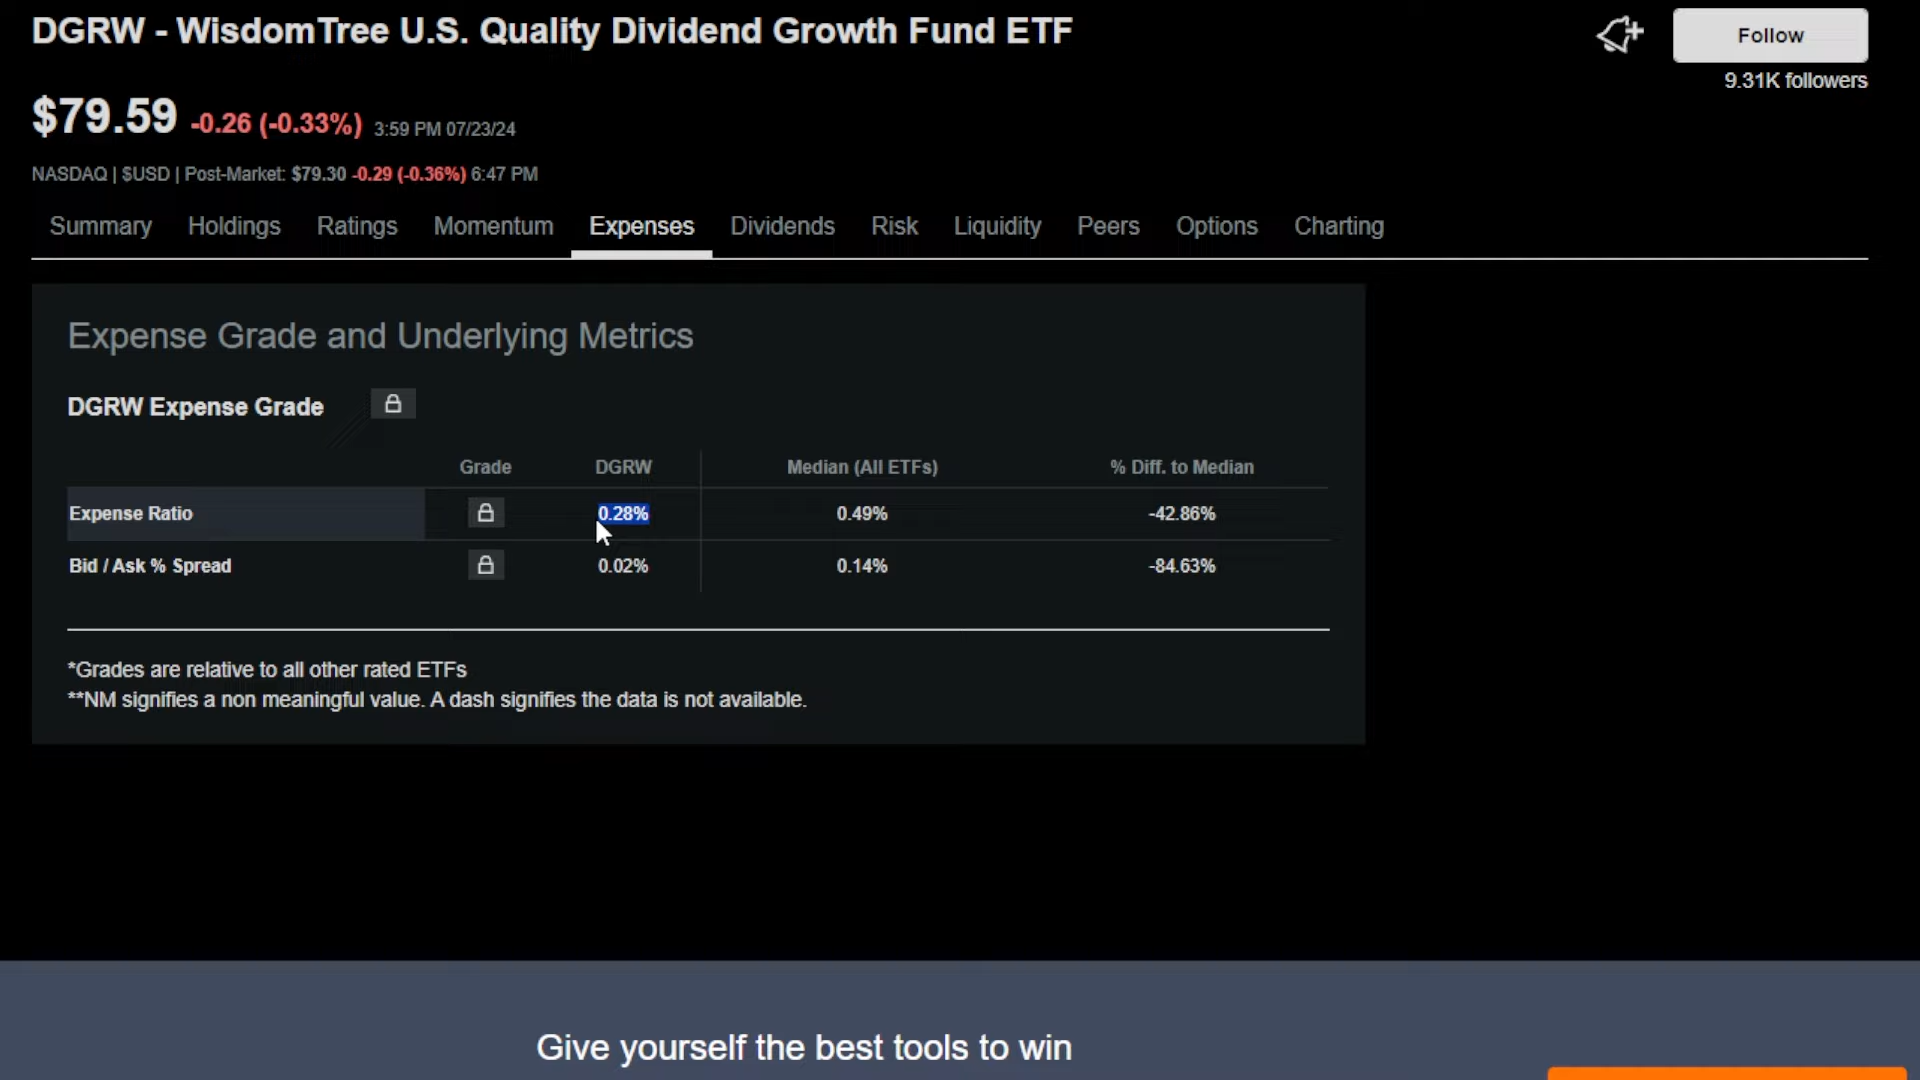 DGRW - WisdomTree U.S. Quality Dividend Growth Fund ETF
Follow
9.31K followers
$79.59 -0.26 (-0.33%) 3:59 PM 07/23/24
NASDAQ | $USD | Post-Market: $79.30 -0.29 (-0.36%) 6:47 PM
Summary Holdings Ratings Momentum Expenses Dividends Risk Liquidity Peers Options Charting
Expense Grade and Underlying Metrics
DGRW Expense Grade
Grade DGRW Median (All ETFs) % Diff. to Median
Expense Ratio 0.28% 0.49% -42.86%
Bid / Ask % Spread 0.02% 0.14% -84.63%
*Grades are relative to all other rated ETFs
**NM signifies a non meaningful value. A dash signifies the data is not available.
Give yourself the best tools to win